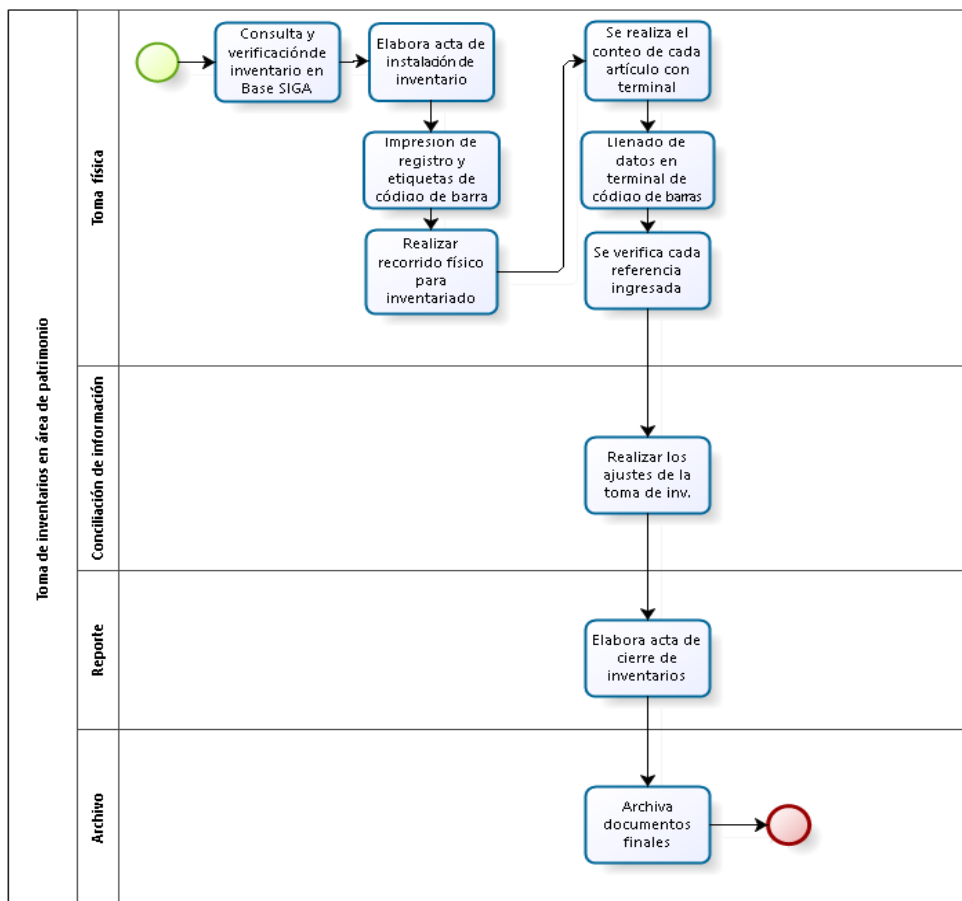 Toma de inventarios en área de patrimonio
Toma física
Consulta y
verificaciónde
inventario en
Base SIGA
Elabora acta de
instalación de
inventario
Impresión de
registro y
etiquetas de
código de barra
Realizar
recorrido físico
para
inventariado
Se realiza el
conteo de cada
artículo con
terminal
Llenado de
datos en
terminal de
código de barras
Se verifica cada
referencia
ingresada
Conciliación de información
Realizar los
ajustes de la
toma de inv.
Reporte
Elabora acta de
cierre de
inventarios
Archivo
Archiva
documentos
finales